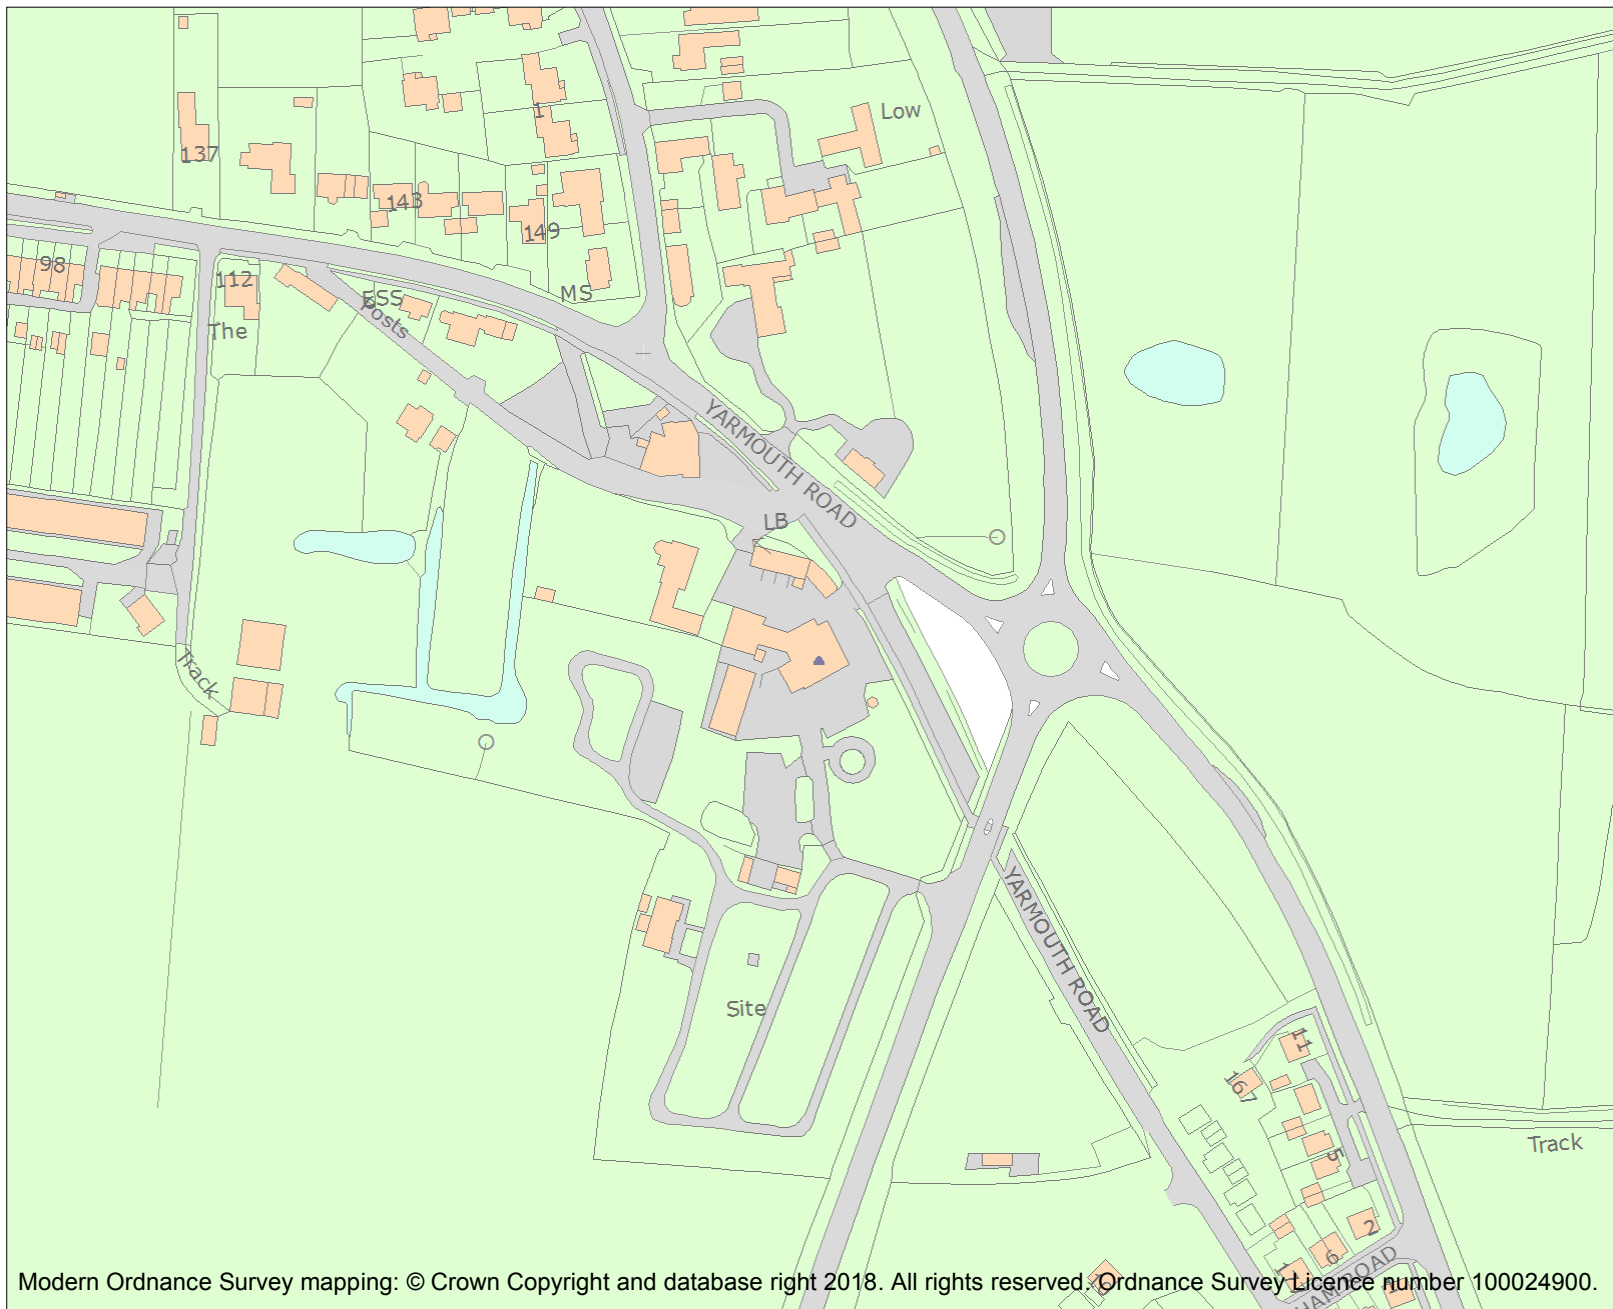 Low
1
137
143
149
98
112
MS
ESS
Posts
The
YARMOUTH ROAD
LB
Track
YARMOUTH ROAD
Site
11
167
Track
5
2
6
HAM ROAD
Modern Ordnance Survey mapping: © Crown Copyright and database right 2018. All rights reserved. Ordnance Survey Licence number 100024900.